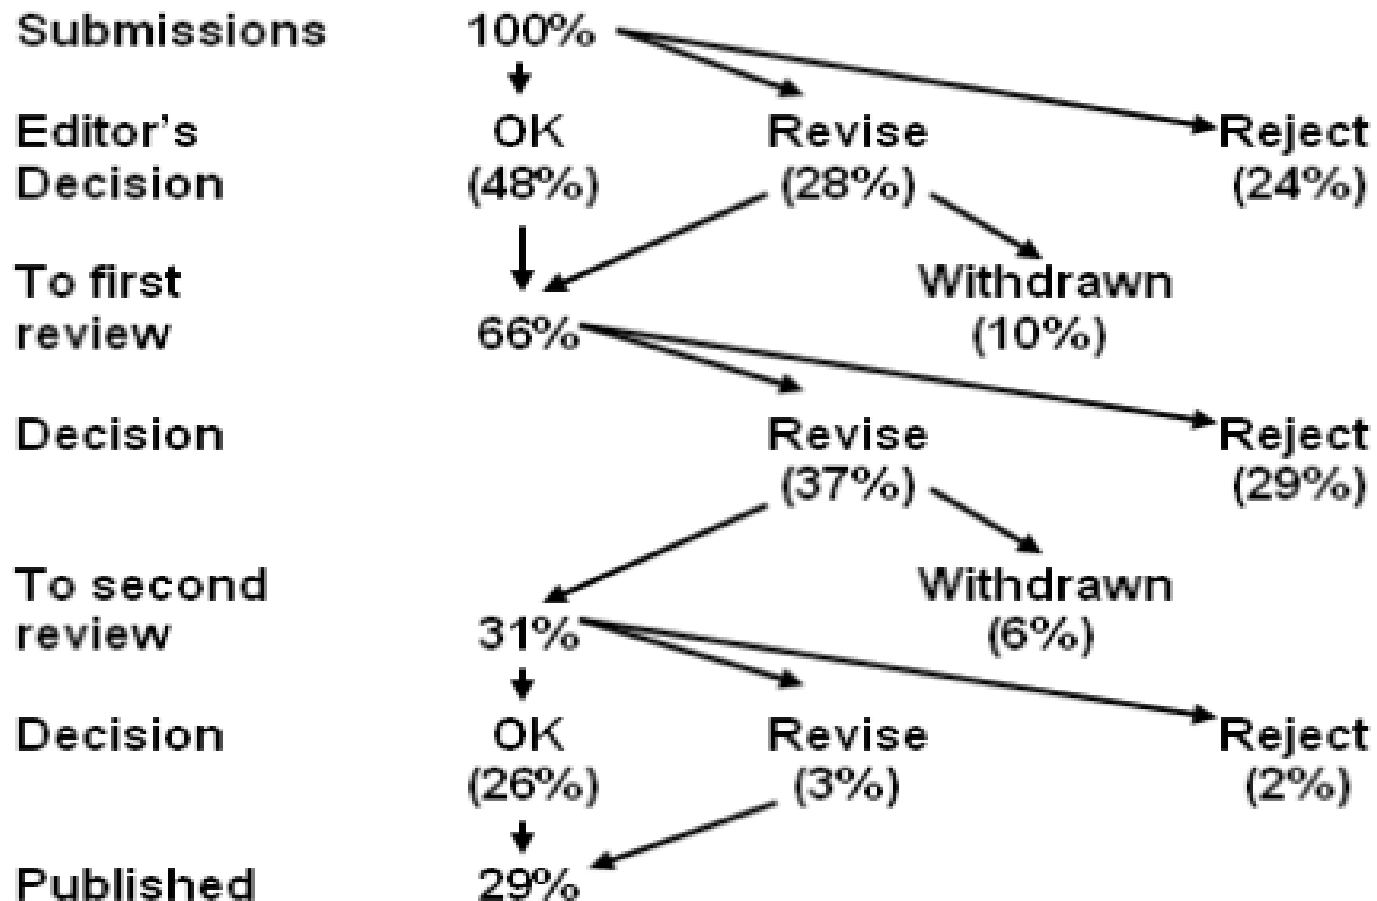 Submissions 100%
Editor's OK Revise Reject
Decision (48%) (28%) (24%)
To first Withdrawn
review 66% (10%)
Decision Revise Reject
(37%) (29%)
To second Withdrawn
review 31% (6%)
Decision OK Revise Reject
(26%) (3%) (2%)
Published 29%